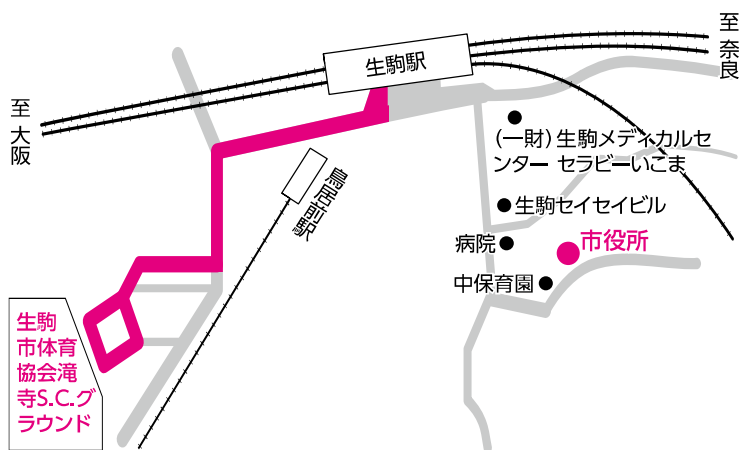 至奈良
生駒駅
至大阪
(一財)生駒メディカルセ
ンター セラピーいこま
鳥居前駅
生駒セイセイビル
市役所
病院
中保育園
生駒
市体育
協会滝
寺S.C.グ
ラウンド